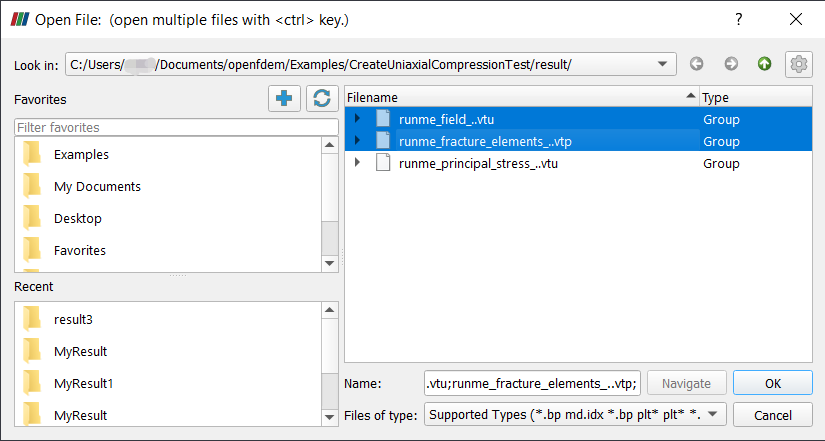 Open File: (open multiple files with <ctrl> key.)
Look in: C:/Users/ /Documents/openfdem/Examples/CreateUniaxialCompressionTest/result/
Favorites
Filename Type
Filter favorites
runme_field_..vtu Group
runme_fracture_elements_..vtp Group
runme_principal_stress_..vtu Group
Examples
My Documents
Desktop
Favorites
Recent
result3
MyResult
MyResult1
MyResult
Name: .vtu;runme_fracture_elements_..vtp; Navigate OK
Files of type: Supported Types (*.bp md.idx *.bp plt* plt* *. Cancel